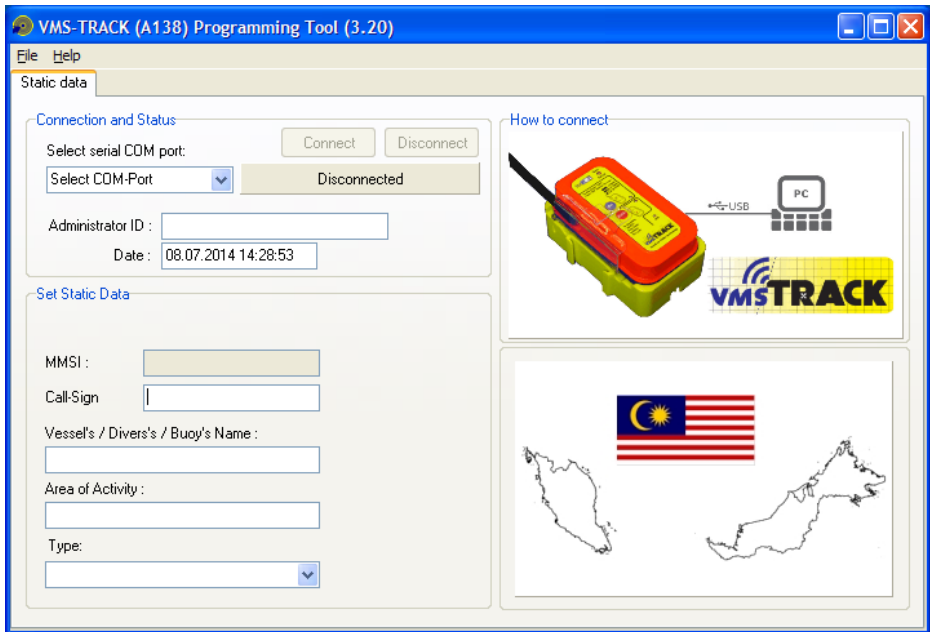 VMS-TRACK (A138) Programming Tool (3.20)
File Help
Static data
Connection and Status
Select serial COM port:
Connect
Disconnect
Select COM-Port
Disconnected
Administrator ID :
Date : 08.07.2014 14:28:53
Set Static Data
MMSI :
Call-Sign
Vessel's / Divers's / Buoy's Name :
Area of Activity :
Type:
How to connect
USB
PC
VMSTRACK